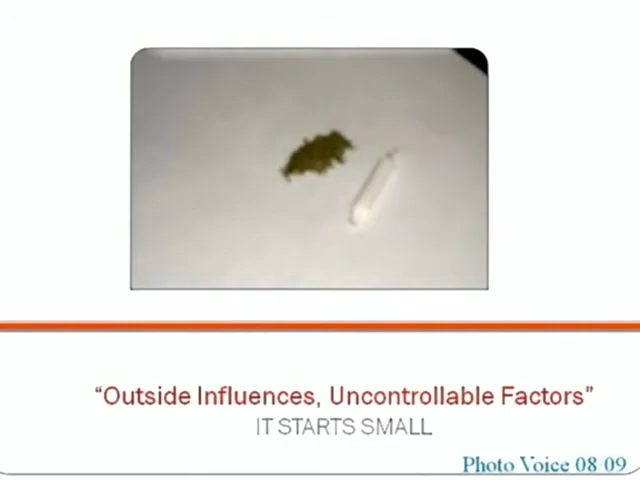 “Outside Influences, Uncontrollable Factors”
IT STARTS SMALL
Photo Voice 08 09